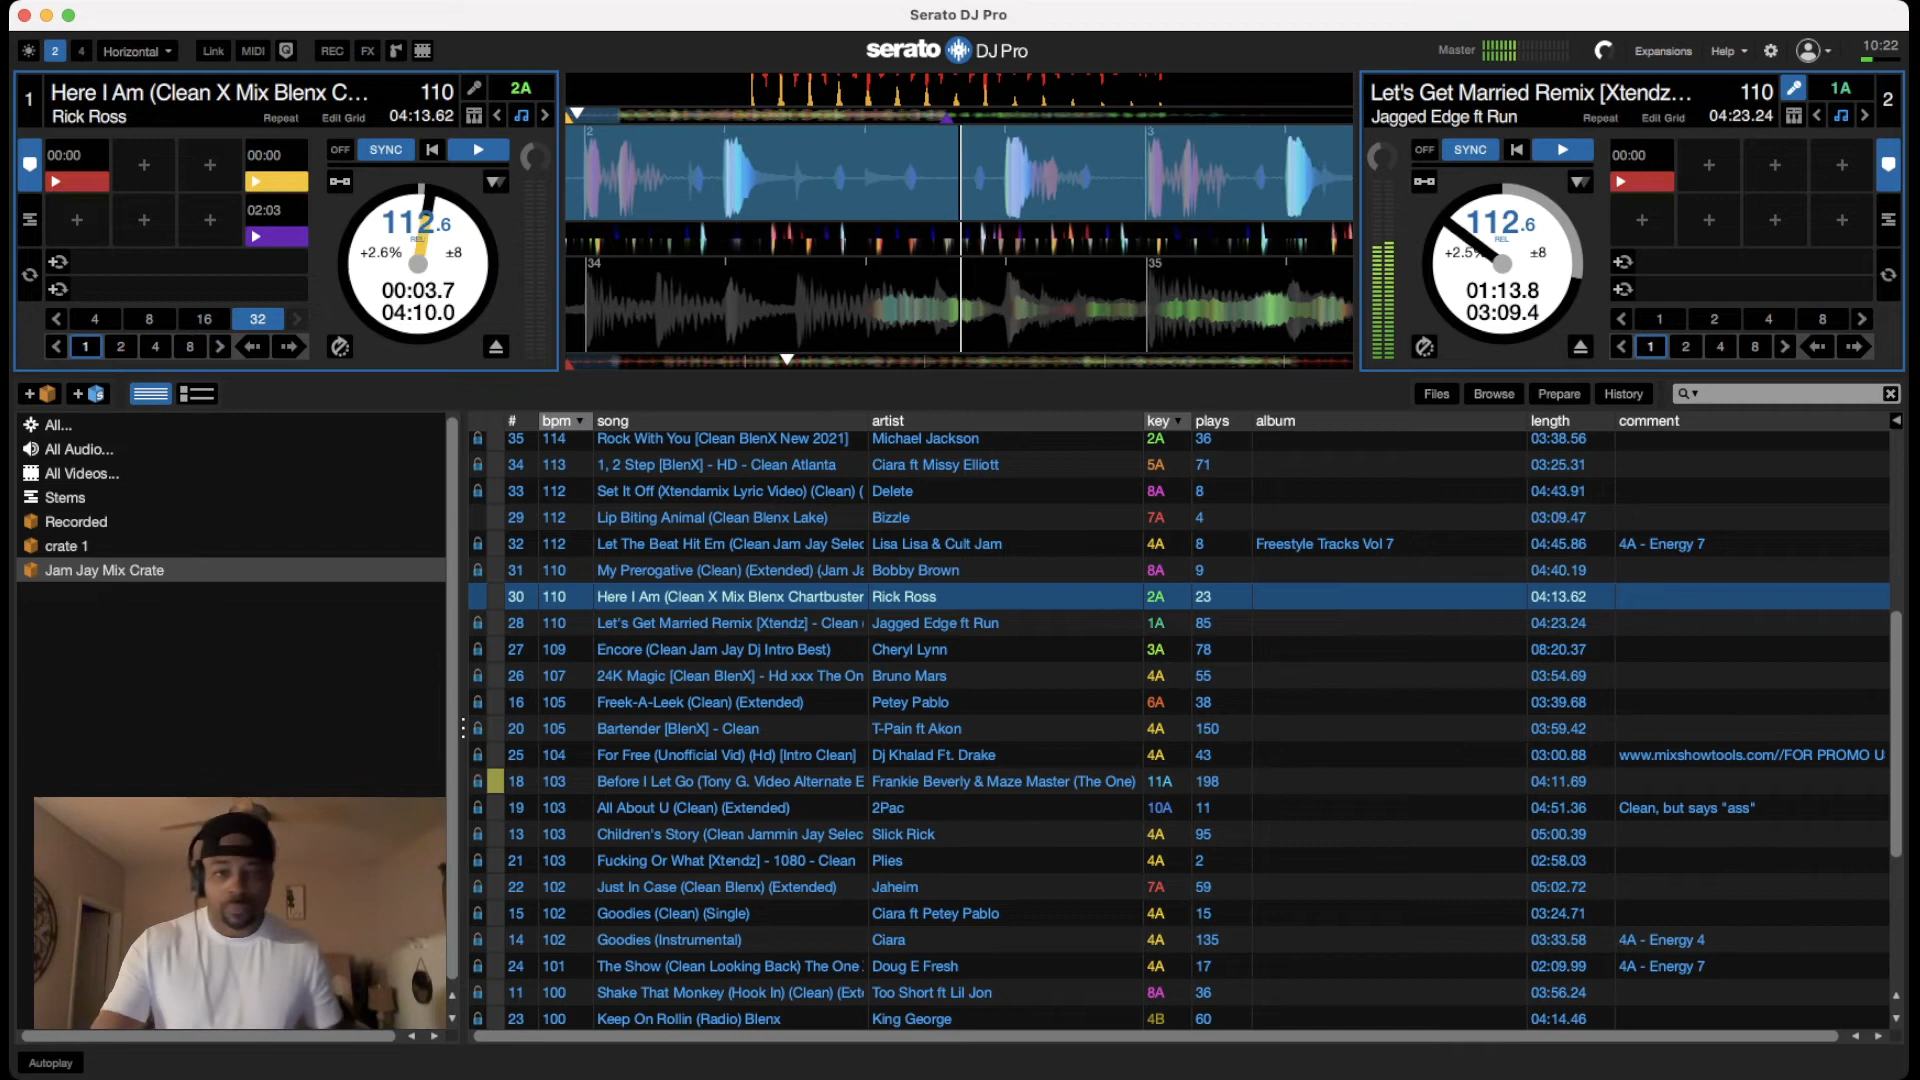 Serato DJ Pro
2 4 Horizontal Link MIDI REC FX
serato DJ Pro
Master Expansions Help 10:22
1 Here I Am (Clean X Mix Blenx C... 110 2A
Rick Ross Repeat Edit Grid 04:13.62
00:00 00:00
02:03
OFF SYNC
112.6
REL
+2.6% ±8
00:03.7
04:10.0
4 8 16 32
1 2 4 8
2 3
34 35
Let's Get Married Remix [Xtendz... 110 1A 2
Jagged Edge ft Run Repeat Edit Grid 04:23.24
OFF SYNC
112.6
REL
+2.5% ±8
01:13.8
03:09.4
00:00
1 2 4 8
1 2 4 8
Files Browse Prepare History
All...
All Audio...
All Videos...
Stems
Recorded
crate 1
Jam Jay Mix Crate
# bpm song artist key plays album length comment
35 114 Rock With You [Clean BlenX New 2021] Michael Jackson 2A 36 03:38.56
34 113 1, 2 Step [BlenX] - HD - Clean Atlanta Ciara ft Missy Elliott 5A 71 03:25.31
33 112 Set It Off (Xtendamix Lyric Video) (Clean) ( Delete 8A 8 04:43.91
29 112 Lip Biting Animal (Clean Blenx Lake) Bizzle 7A 4 03:09.47
32 112 Let The Beat Hit Em (Clean Jam Jay Selec Lisa Lisa & Cult Jam 4A 8 Freestyle Tracks Vol 7 04:45.86 4A - Energy 7
31 110 My Prerogative (Clean) (Extended) (Jam Ja Bobby Brown 8A 9 04:40.19
30 110 Here I Am (Clean X Mix Blenx Chartbuster Rick Ross 2A 23 04:13.62
28 110 Let's Get Married Remix [Xtendz] - Clean Jagged Edge ft Run 1A 85 04:23.24
27 109 Encore (Clean Jam Jay Dj Intro Best) Cheryl Lynn 3A 78 08:20.37
26 107 24K Magic [Clean BlenX] - Hd xxx The On Bruno Mars 4A 55 03:54.69
16 105 Freek-A-Leek (Clean) (Extended) Petey Pablo 6A 38 03:39.68
20 105 Bartender [BlenX] - Clean T-Pain ft Akon 4A 150 03:59.42
25 104 For Free (Unofficial Vid) (Hd) [Intro Clean] Dj Khalad Ft. Drake 4A 43 03:00.88 www.mixshowtools.com//FOR PROMO U
18 103 Before I Let Go (Tony G. Video Alternate E Frankie Beverly & Maze Master (The One) 11A 198 04:11.69
19 103 All About U (Clean) (Extended) 2Pac 10A 11 04:51.36 Clean, but says "ass"
13 103 Children's Story (Clean Jammin Jay Selec Slick Rick 4A 95 05:00.39
21 103 Fucking Or What [Xtendz] - 1080 - Clean Plies 4A 2 02:58.03
22 102 Just In Case (Clean Blenx) (Extended) Jaheim 7A 59 05:02.72
15 102 Goodies (Clean) (Single) Ciara ft Petey Pablo 4A 15 03:24.71
14 102 Goodies (Instrumental) Ciara 4A 135 03:33.58 4A - Energy 4
24 101 The Show (Clean Looking Back) The One Doug E Fresh 4A 17 02:09.99 4A - Energy 7
11 100 Shake That Monkey (Hook In) (Clean) (Ext Too Short ft Lil Jon 8A 36 03:56.24
23 100 Keep On Rollin (Radio) Blenx King George 4B 60 04:14.46
Autoplay